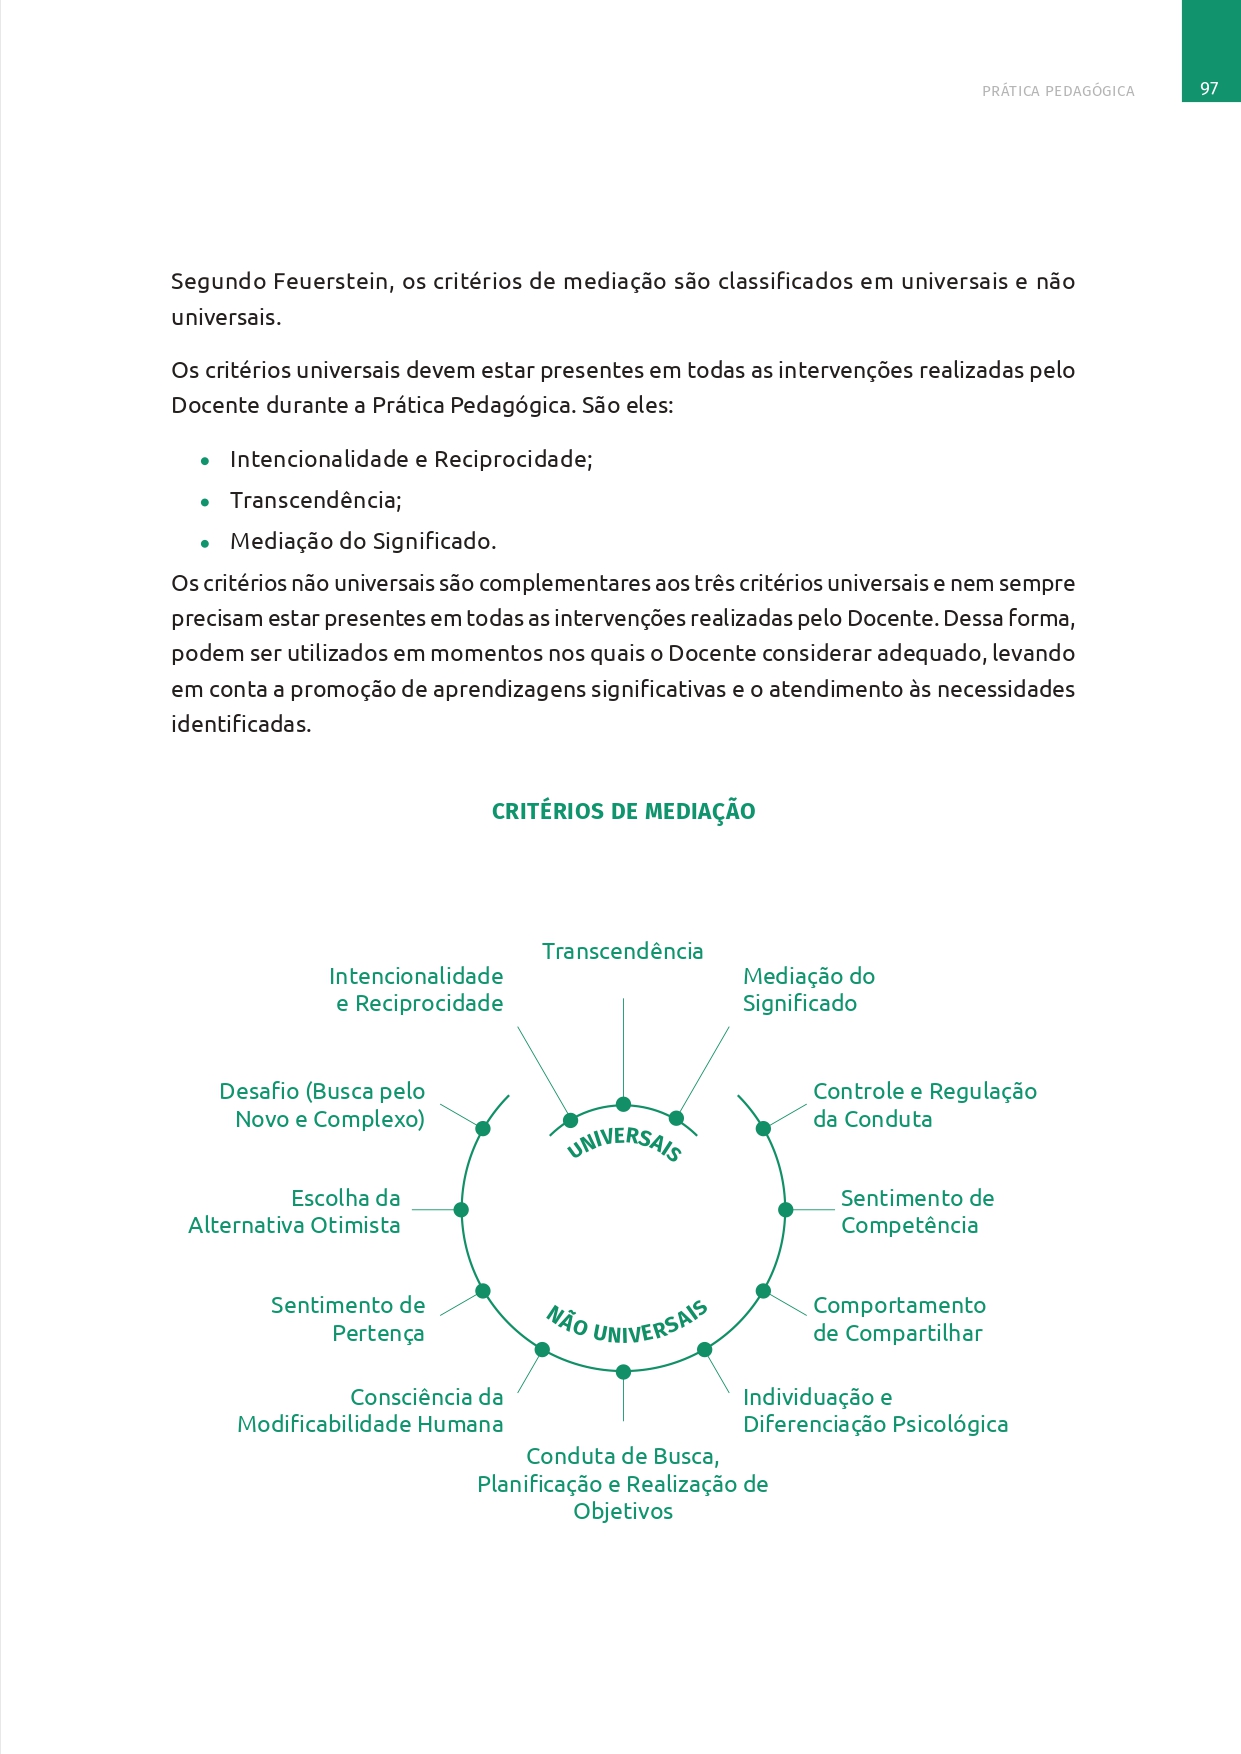 PRÁTICA PEDAGÓGICA
97
Segundo Feuerstein, os critérios de mediação são classificados em universais e não
universais.
Os critérios universais devem estar presentes em todas as intervenções realizadas pelo
Docente durante a Prática Pedagógica. São eles:
• Intencionalidade e Reciprocidade;
• Transcendência;
• Mediação do Significado.
Os critérios não universais são complementares aos três critérios universais e nem sempre
precisam estar presentes em todas as intervenções realizadas pelo Docente. Dessa forma,
podem ser utilizados em momentos nos quais o Docente considerar adequado, levando
em conta a promoção de aprendizagens significativas e o atendimento às necessidades
identificadas.
CRITÉRIOS DE MEDIAÇÃO
Transcendência
Intencionalidade
e Reciprocidade
Mediação do
Significado
Desafio (Busca pelo
Novo e Complexo)
Controle e Regulação
da Conduta
UNIVERSAIS
Escolha da
Alternativa Otimista
Sentimento de
Competência
Sentimento de
Pertença
NÃO UNIVERSAIS
Comportamento
de Compartilhar
Consciência da
Modificabilidade Humana
Individuação e
Diferenciação Psicológica
Conduta de Busca,
Planificação e Realização de
Objetivos